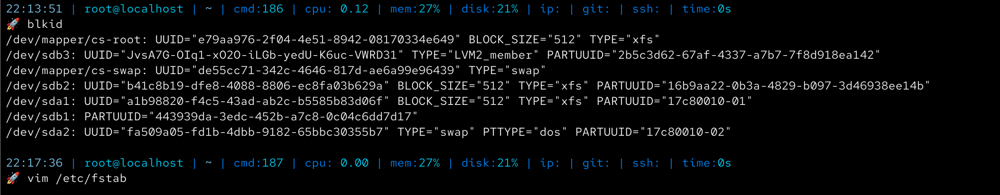 22:13:51 | root@localhost | ~ | cmd:186 | cpu: 0.12 | mem:27% | disk:21% | ip: | git: | ssh: | time:0s
🚀 blkid
/dev/mapper/cs-root: UUID="e79aa976-2f04-4e51-8942-08170334e649" BLOCK_SIZE="512" TYPE="xfs"
/dev/sdb3: UUID="JvsA7G-OIq1-xO2O-iLGb-yedU-K6uc-VWRD31" TYPE="LVM2_member" PARTUUID="2b5c3d62-67af-4337-a7b7-7f8d918ea142"
/dev/mapper/cs-swap: UUID="de55cc71-342c-4646-817d-ae6a99e96439" TYPE="swap"
/dev/sdb2: UUID="b41c8b19-dfe8-4088-8806-ec8fa03b629a" BLOCK_SIZE="512" TYPE="xfs" PARTUUID="16b9aa22-0b3a-4829-b097-3d46938ee14b"
/dev/sda1: UUID="a1b98820-f4c5-43ad-ab2c-b5585b83d06f" BLOCK_SIZE="512" TYPE="xfs" PARTUUID="17c80010-01"
/dev/sdb1: PARTUUID="443939da-3edc-452b-a7c8-0c04c6dd7d17"
/dev/sda2: UUID="fa509a05-fd1b-4dbb-9182-65bbc30355b7" TYPE="swap" PTTYPE="dos" PARTUUID="17c80010-02"
22:17:36 | root@localhost | ~ | cmd:187 | cpu: 0.00 | mem:27% | disk:21% | ip: | git: | ssh: | time:0s
🚀 vim /etc/fstab